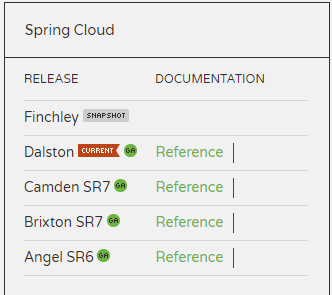 Spring Cloud
RELEASE DOCUMENTATION
Finchley SNAPSHOT
Dalston CURRENT GA Reference
Camden SR7 GA Reference
Brixton SR7 GA Reference
Angel SR6 GA Reference